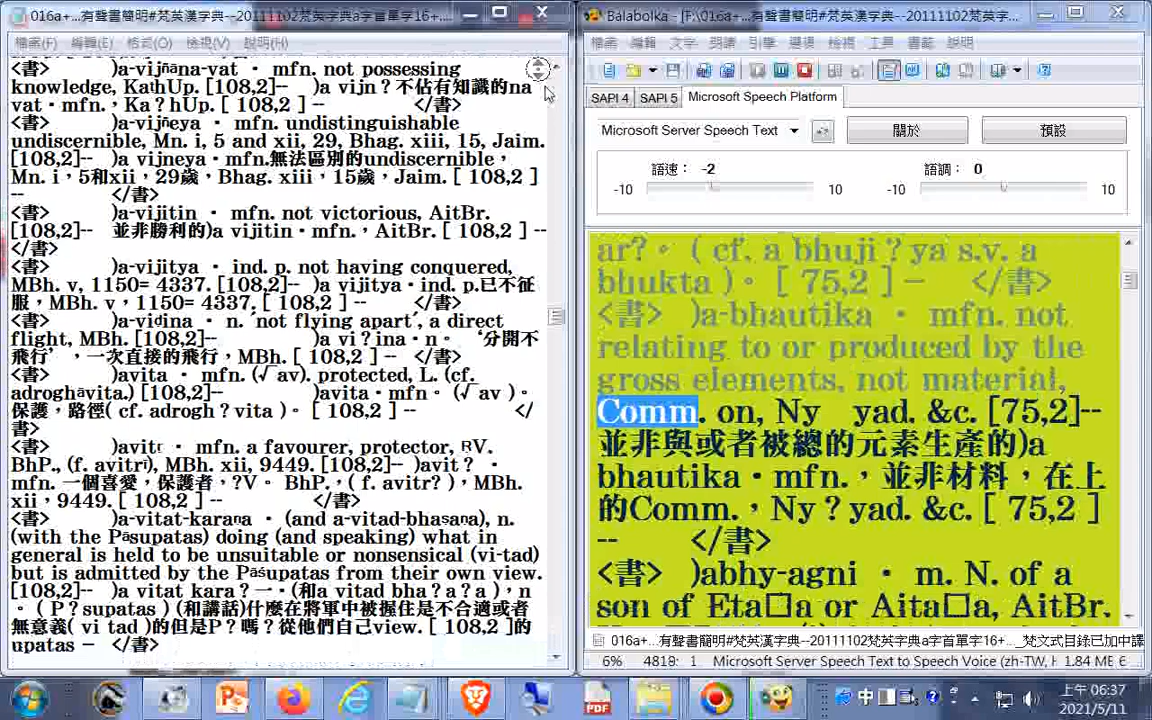 016a+...有聲書簡明#梵英漢字典--20111102梵英字典a字首單字16+...
檔案(F) 編輯(E) 格式(O) 檢視(V) 說明(H)
<書> )a-vijñāna-vat · mfn. not possessing
knowledge, KaṭhUp. [108,2]-- )a vijn ? 不佔有知識的na
vat · mfn.，Ka ? hUp. [ 108,2 ] -- </書>
<書> )a-vijñeya · mfn. undistinguishable
undiscernible, Mn. i, 5 and xii, 29, Bhag. xiii, 15, Jaim.
[108,2]-- )a vijneya · mfn.無法區別的undiscernible，
Mn. i，5和xii，29歲，Bhag. xiii，15歲，Jaim. [ 108,2 ]
-- </書>
<書> )a-vijitin · mfn. not victorious, AitBr.
[108,2]-- 並非勝利的)a vijitin · mfn.，AitBr. [ 108,2 ] --
</書>
<書> )a-vijitya · ind. p. not having conquered,
MBh. v, 1150= 4337. [108,2]-- )a vijitya · ind. p.已不征
服，MBh. v，1150= 4337. [ 108,2 ] -- </書>
<書> )a-viḍīna · n. 'not flying apart', a direct
flight, MBh. [108,2]-- )a vi ? ina · n。 '分開不
飛行'，一次直接的飛行，MBh. [ 108,2 ] -- </書>
<書> )avita · mfn. (√ av). protected, L. (cf.
adroghāvita.) [108,2]-- )avita · mfn。(√ av )。
保護，路徑( cf. adrogh ? vita )。 [ 108,2 ] -- </
書>
<書> )avitṛ · mfn. a favourer, protector, RV.
BhP., (f. avitrī), MBh. xii, 9449. [108,2]-- )avit ? ·
mfn. 一個喜愛，保護者，?V。 BhP.，( f. avitr? )，MBh.
xii，9449. [ 108,2 ] -- </書>
<書> )a-vitat-karaṇa · (and a-vitad-bhāṣaṇa), n.
(with the Pāśupatas) doing (and speaking) what in
general is held to be unsuitable or nonsensical (vi-tad)
but is admitted by the Pāśupatas from their own view.
[108,2]-- )a vitat kara ? 一 · (和a vitad bha ? a ? a )，n
。( P ? supatas ) (和講話)什麼在將軍中被握住是不合適或者
無意義( vi tad )的但是P ? 嗎 ? 從他們自己view. [ 108,2 ]的
upatas -- </書>
Balabolka - [F:\016a+...有聲書簡明#梵英漢字典--20111102梵英字...
檔案 編輯 文字 朗讀 引擎 選項 檢視 工具 書籤 說明
SAPI 4 SAPI 5 Microsoft Speech Platform
Microsoft Server Speech Text 關於 預設
語速： -2 語調： 0
-10 10 -10 10
ar?。 ( cf. a bhuji ? ya s.v. a
bhukta )。 [ 75,2 ] -- </書>
<書> )a-bhautika · mfn. not
relating to or produced by the
gross elements, not material,
Comm. on, Ny yad. &c. [75,2]--
並非與或者被總的元素生產的)a
bhautika · mfn.，並非材料，在上
的Comm.，Ny ? yad. &c. [ 75,2 ]
-- </書>
<書> )abhy-agni · m. N. of a
son of Eta□a or Aita□a, AitBr.
016a+...有聲書簡明#梵英漢字典--20111102梵英字典a字首單字16+..._梵文式目錄已加中譯
6% 4819: 1 Microsoft Server Speech Text to Speech Voice (zh-TW, H 1.84 MB 6
中
上午 06:37
2021/5/11